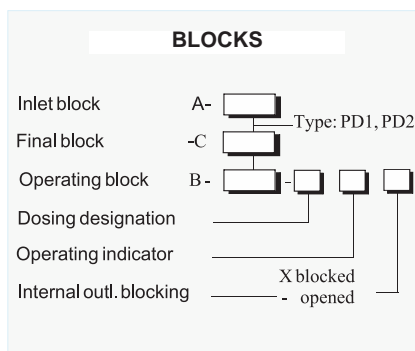 BLOCKS
Inlet block A-
Type: PD1, PD2
Final block -C
Operating block B - -
Dosing designation
Operating indicator
X blocked
Internal outl. blocking - opened